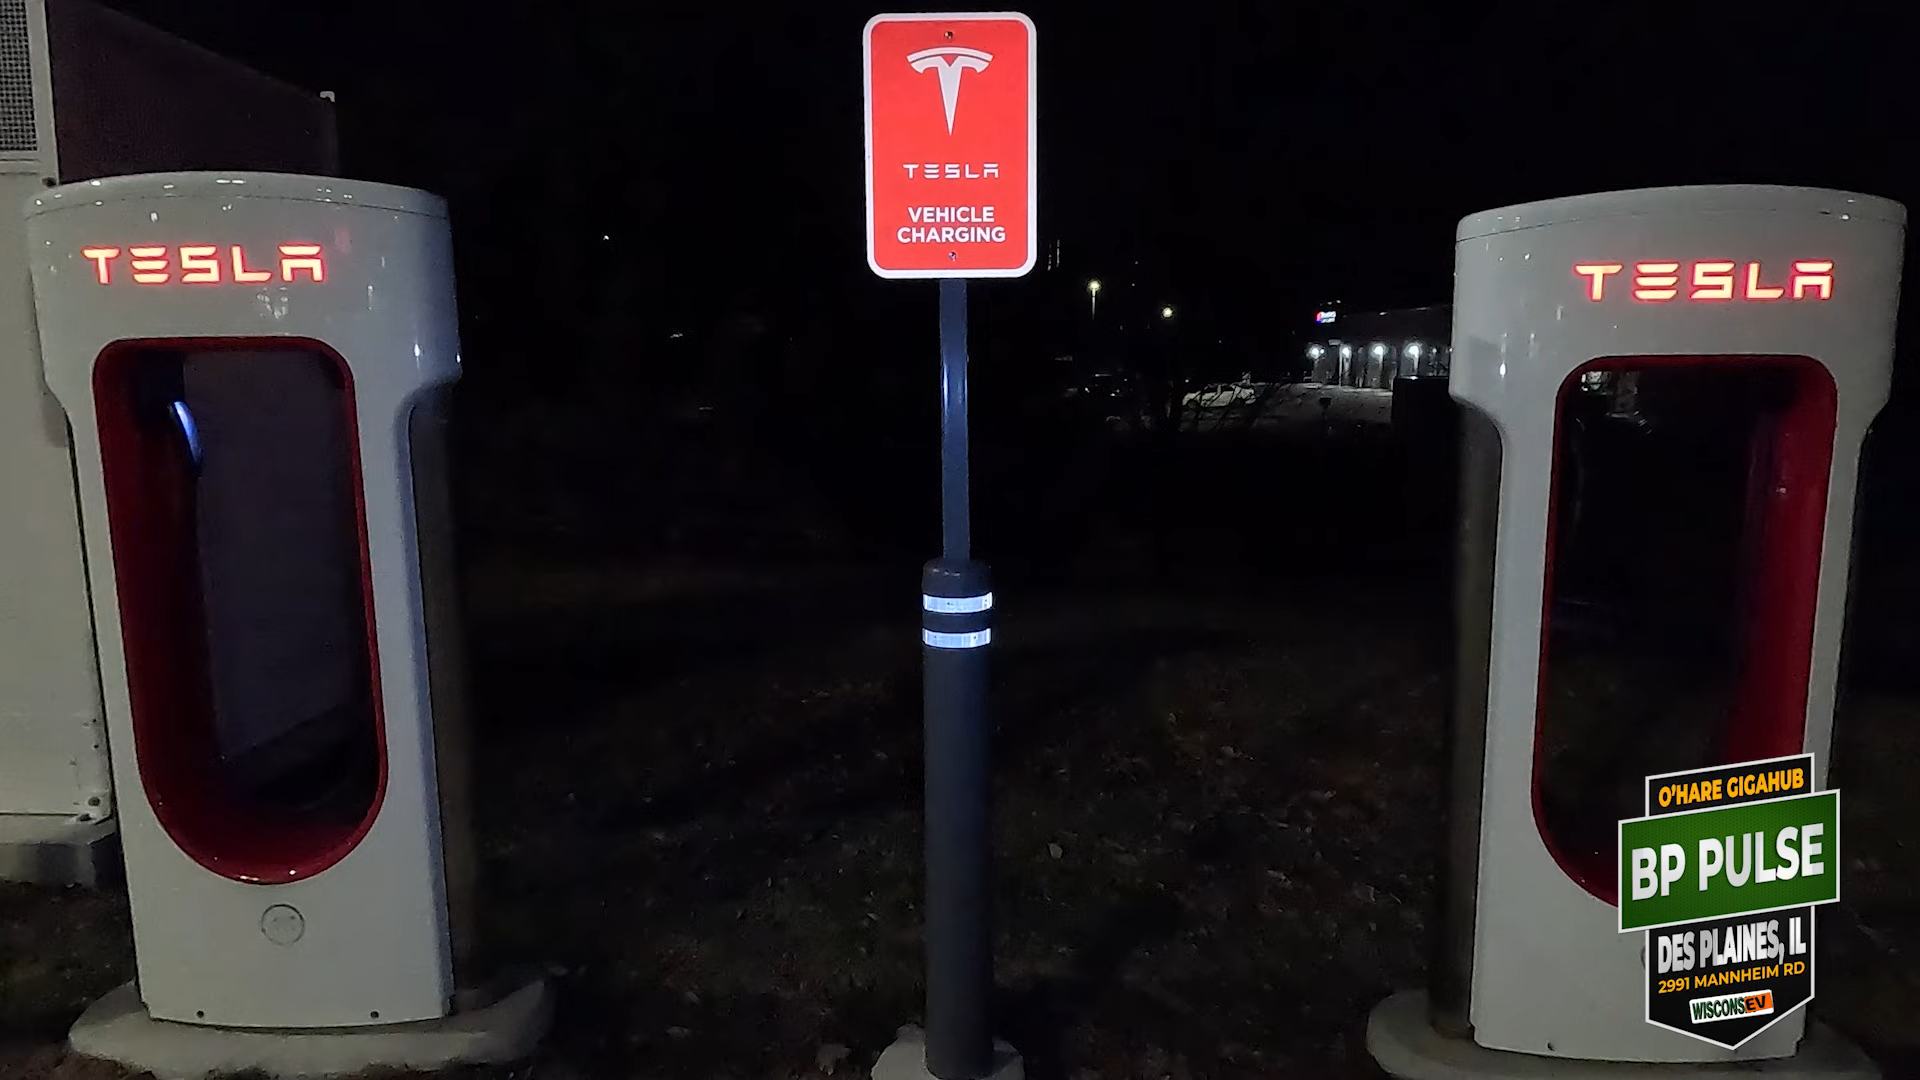 TESLA
VEHICLE
CHARGING
TESLA
TESLA
O'HARE GIGAHUB
BP PULSE
DES PLAINES, IL
2991 MANNHEIM RD
WISCONSEV